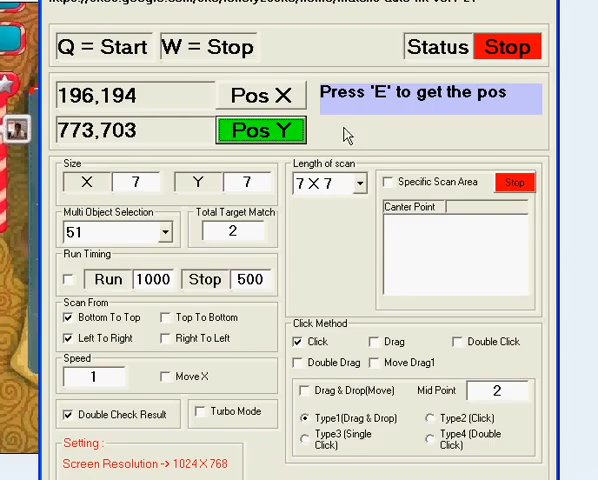 Q = Start W = Stop Status Stop
196,194 Pos X Press 'E' to get the pos
773,703 Pos Y
Size
X 7 Y 7
Multi Object Selection Total Target Match
51 2
Run Timing
Run 1000 Stop 500
Scan From
Bottom To Top Top To Bottom
Left To Right Right To Left
Speed
1 Move X
Double Check Result Turbo Mode
Setting :
Screen Resolution -> 1024 X 768
Length of scan
7 X 7 Specific Scan Area Stop
Canter Point
Click Method
Click Drag Double Click
Double Drag Move Drag1
Drag & Drop(Move) Mid Point 2
Type1(Drag & Drop) Type2 (Click)
Type3 (Single Click) Type4 (Double Click)